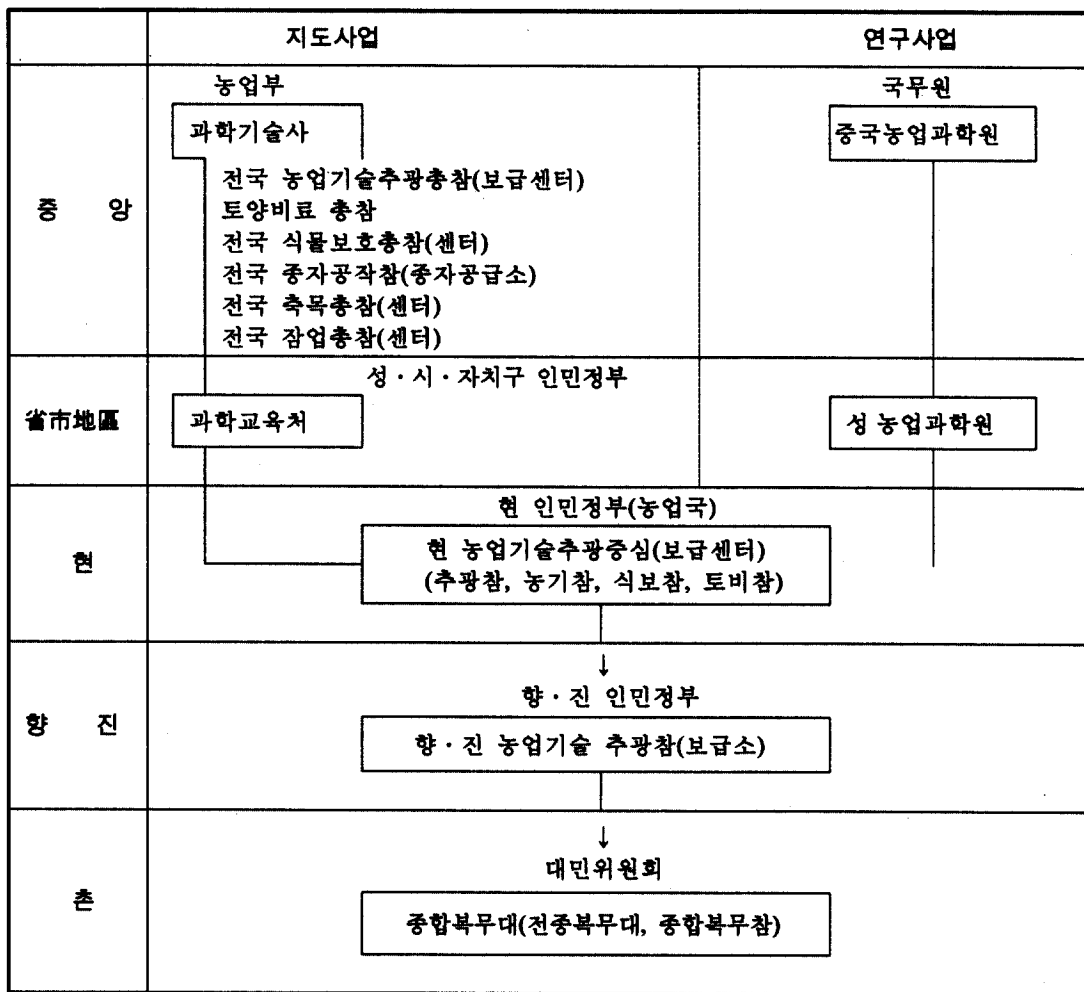 지도사업 연구사업
농업부 국무원
과학기술사 중국농업과학원
전국 농업기술추광총참(보급센터)
토양비료 총참
중 앙
전국 식물보호총참(센터)
전국 종자공작참(종자공급소)
전국 축목총참(센터)
전국 잠업총참(센터)
성·시·자치구 인민정부
省市地區 과학교육처 성 농업과학원
현 인민정부(농업국)
현 농업기술추광중심(보급센터)
현
(추광참, 농기참, 식보참, 토비참)
↓
향·진 인민정부
향 진
향·진 농업기술 추광참(보급소)
↓
대민위원회
촌
종합복무대(전종복무대, 종합복무참)